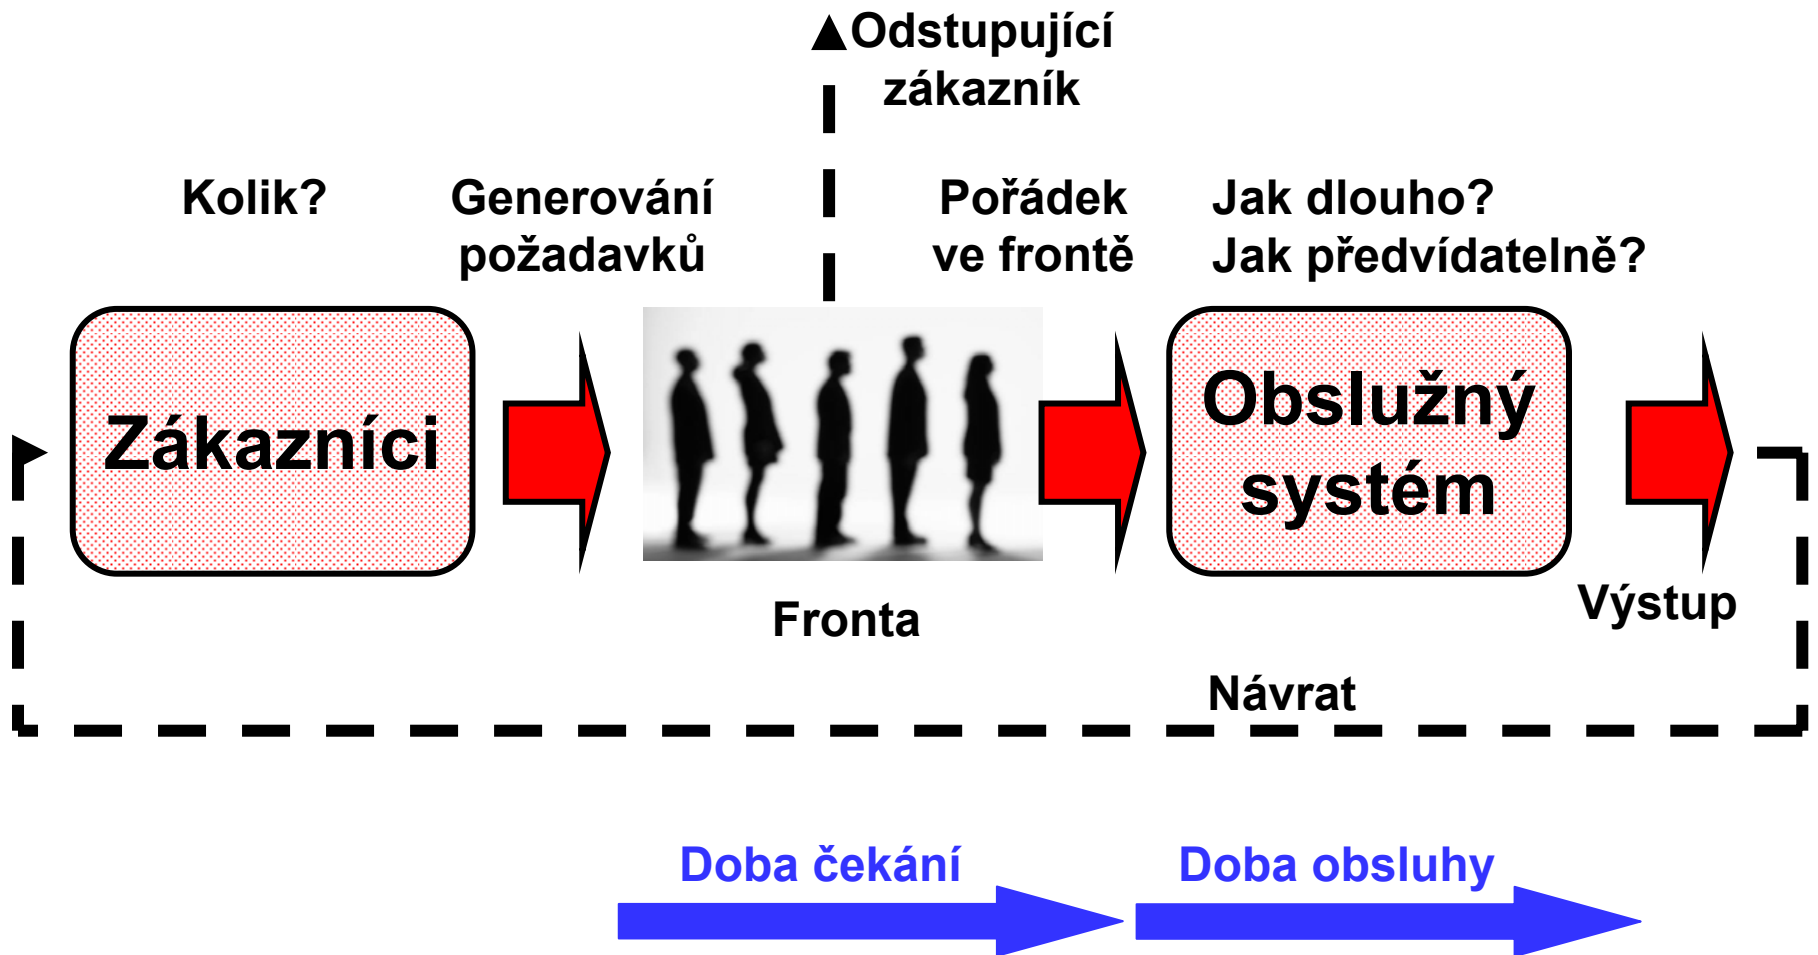 Odstupující
zákazník
Kolik?
Generování
požadavků
Pořádek
ve frontě
Jak dlouho?
Jak předvídatelně?
Zákazníci
Obslužný
systém
Fronta
Výstup
Návrat
Doba čekání
Doba obsluhy